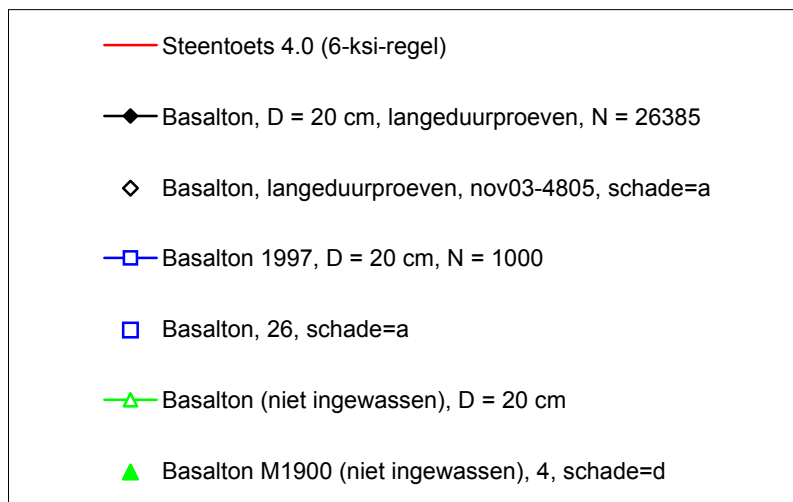 Steentoets 4.0 (6-ksi-regel)
Basalton, D = 20 cm, langeduurproeven, N = 26385
Basalton, langeduurproeven, nov03-4805, schade=a
Basalton 1997, D = 20 cm, N = 1000
Basalton, 26, schade=a
Basalton (niet ingewassen), D = 20 cm
Basalton M1900 (niet ingewassen), 4, schade=d